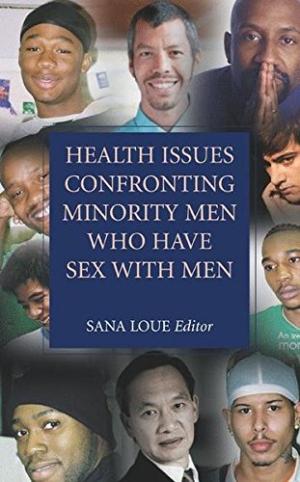 HEALTH ISSUES
CONFRONTING
MINORITY MEN
WHO HAVE
SEX WITH MEN
SANA LOUE Editor